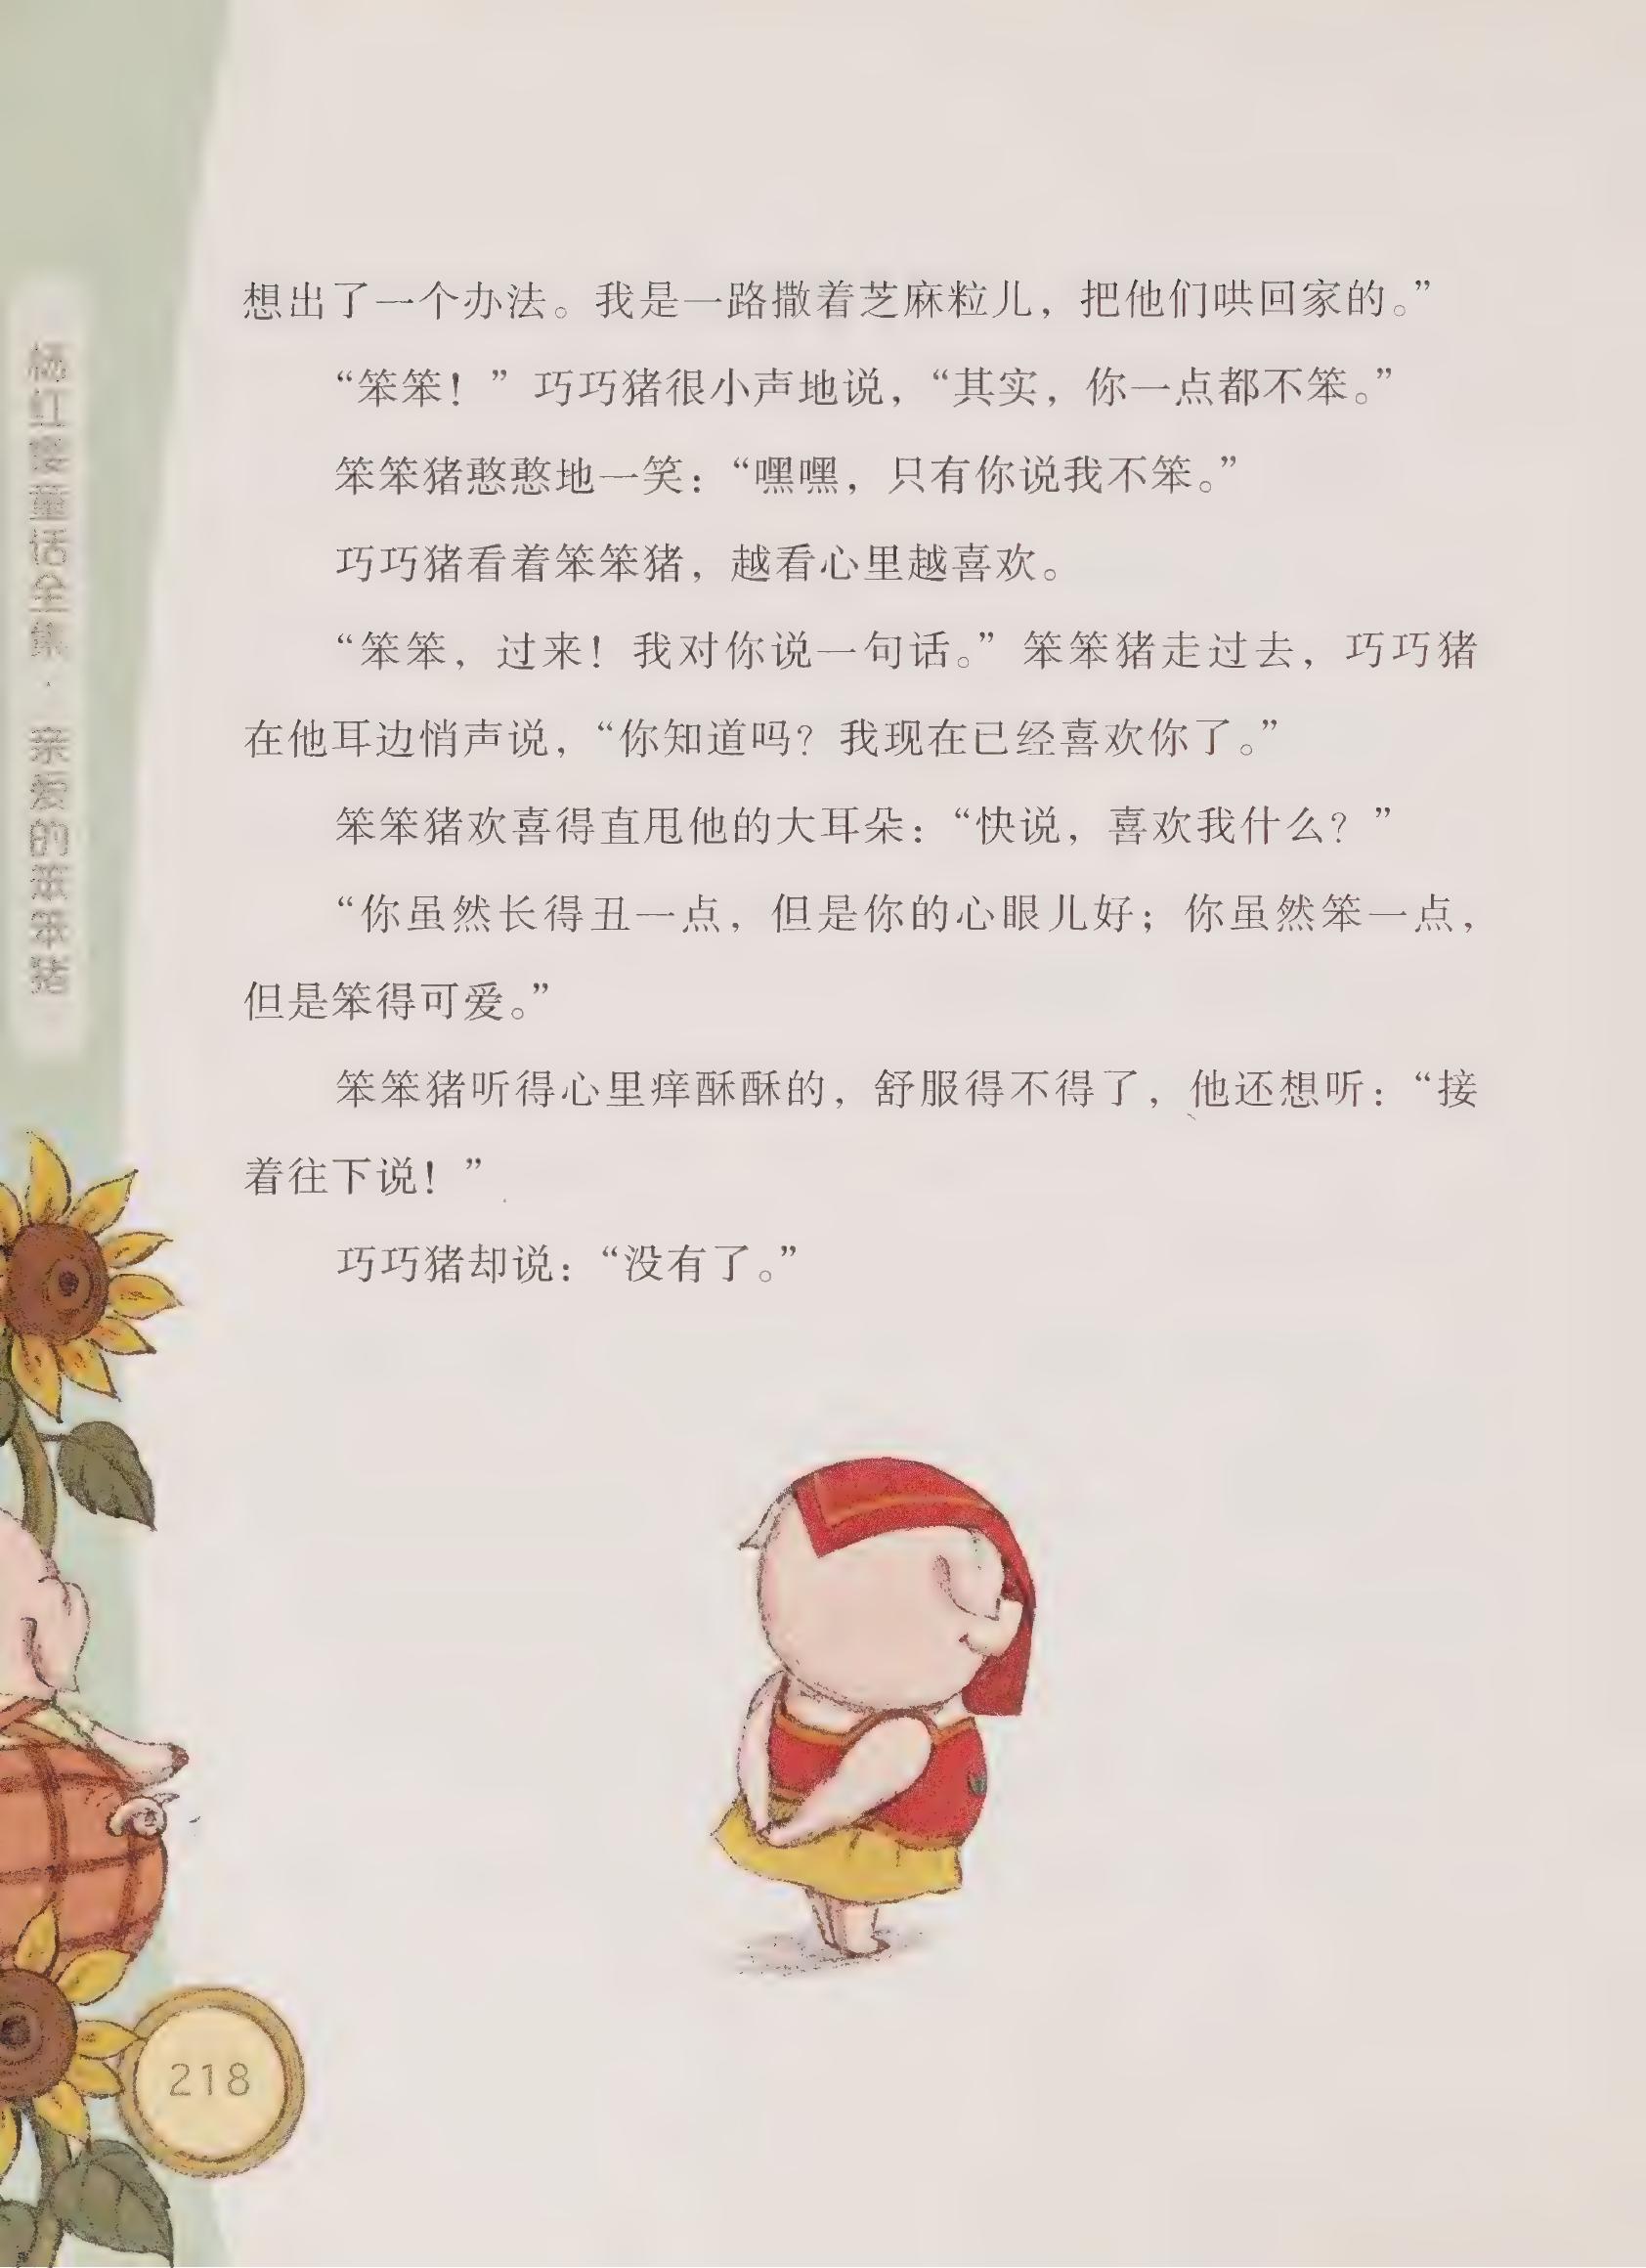 想出了一个办法。我是一路撒着芝麻粒儿，把他们哄回家的。”
“笨笨！”巧巧猪很小声地说，“其实，你一点都不笨。”
笨笨猪憨憨地一笑：“嘿嘿，只有你说我不笨。”
巧巧猪看着笨笨猪，越看心里越喜欢。
“笨笨，过来！我对你说一句话。”笨笨猪走过去，巧巧猪
在他耳边悄声说，“你知道吗？我现在已经喜欢你了。”
笨笨猪欢喜得直甩他的大耳朵：“快说，喜欢我什么？”
“你虽然长得丑一点，但是你的心眼儿好；你虽然笨一点，
但是笨得可爱。”
笨笨猪听得心里痒酥酥的，舒服得不得了，他还想听：“接
着往下说！”
巧巧猪却说：“没有了。”
杨红樱童话全集·亲爱的笨笨猪
218